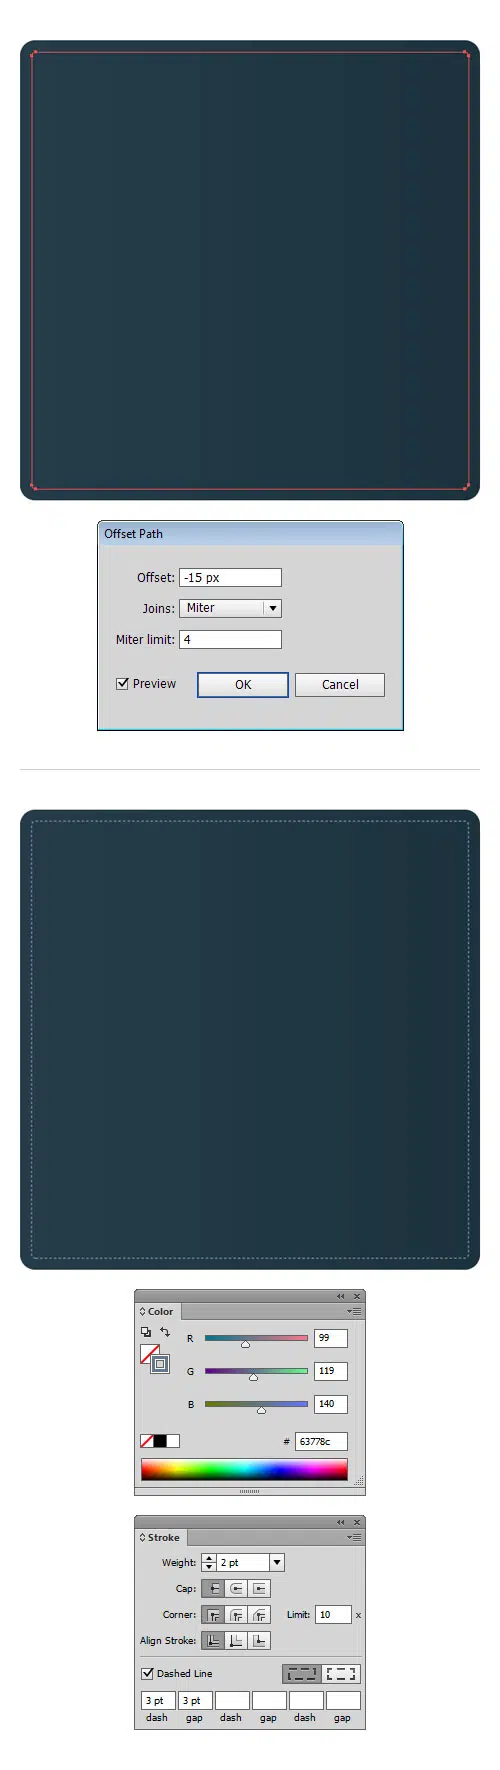 Offset Path
Offset: -15 px
Joins: Miter
Miter limit: 4
Preview OK Cancel
Color
R 99
G 119
B 140
# 63778c
Stroke
Weight: 2 pt
Cap:
Corner: Limit: 10 x
Align Stroke:
Dashed Line
3 pt 3 pt
dash gap dash gap dash gap